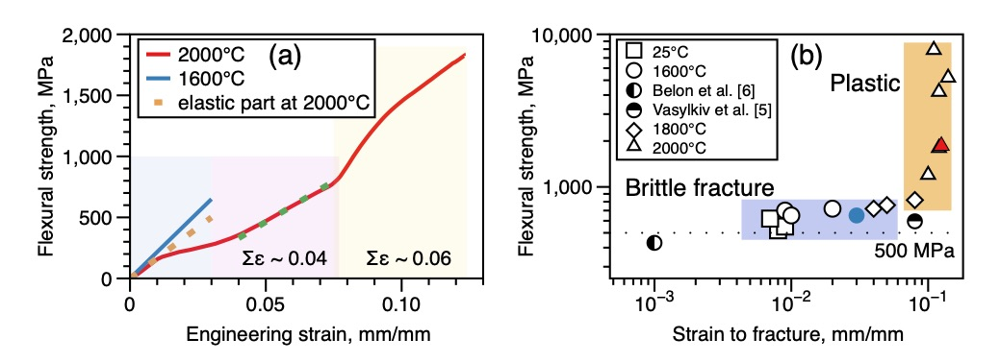 2,000
1,500
1,000
500
0
Flexural strength, MPa
2000°C
1600°C
elastic part at 2000°C
(a)
Σε ~ 0.04
Σε ~ 0.06
0
0.05
0.10
Engineering strain, mm/mm
10,000
1,000
Flexural strength, MPa
25°C
1600°C
Belon et al. [6]
Vasylkiv et al. [5]
1800°C
2000°C
(b)
Plastic
Brittle fracture
500 MPa
10⁻³
10⁻²
10⁻¹
Strain to fracture, mm/mm